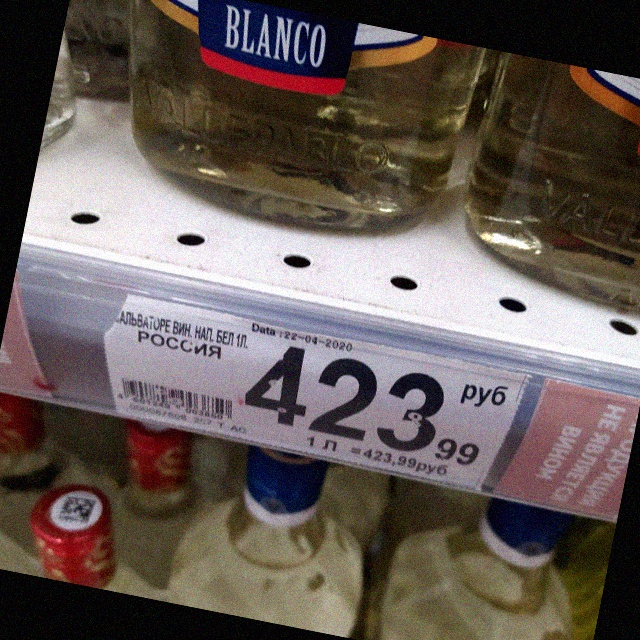 BLANCO
АЛЬВАТОРЕ ВИН. НАП. БЕЛ 1Л.
РОССИЯ
Data :22-04-2020
423 99 руб
1 Л =423,99руб
НЕ ЯВЛЯЕТСЯ
ВИНОМ